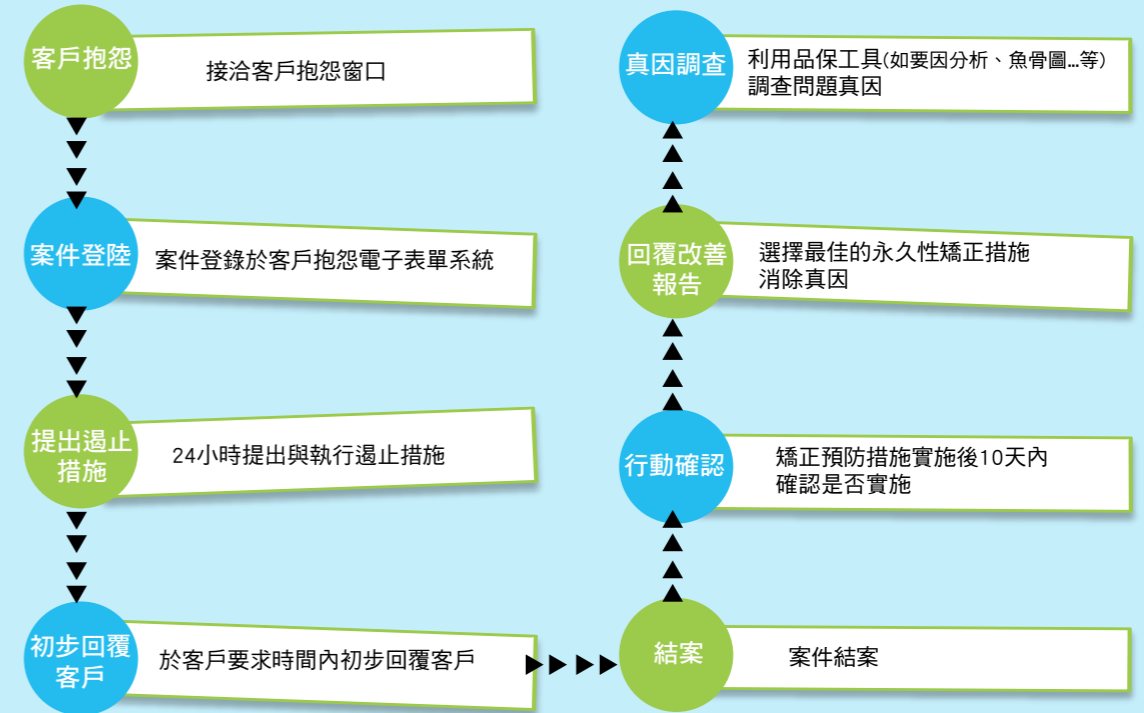 客戶抱怨
接洽客戶抱怨窗口
案件登陸
案件登錄於客戶抱怨電子表單系統
提出遏止
措施
24小時提出與執行遏止措施
初步回覆
客戶
於客戶要求時間內初步回覆客戶
真因調查
利用品保工具(如要因分析、魚骨圖…等)
調查問題真因
回覆改善
報告
選擇最佳的永久性矯正措施
消除真因
行動確認
矯正預防措施實施後10天內
確認是否實施
結案
案件結案